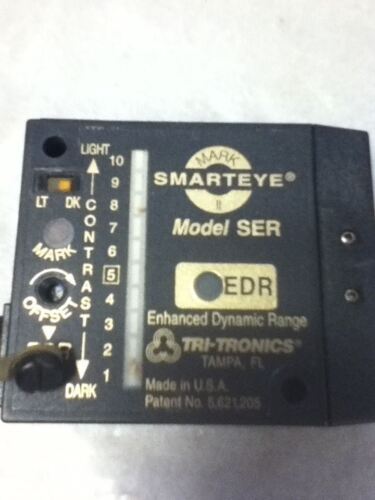 LIGHT
10
9
8
7
6
5
4
3
2
1
DARK
CONTRAST
LT DK
MARK
OFFSET
MARK
SMARTEYE®
II
Model SER
EDR
Enhanced Dynamic Range
TRI-TRONICS®
TAMPA, FL
Made in U.S.A.
Patent No. 5,621,205